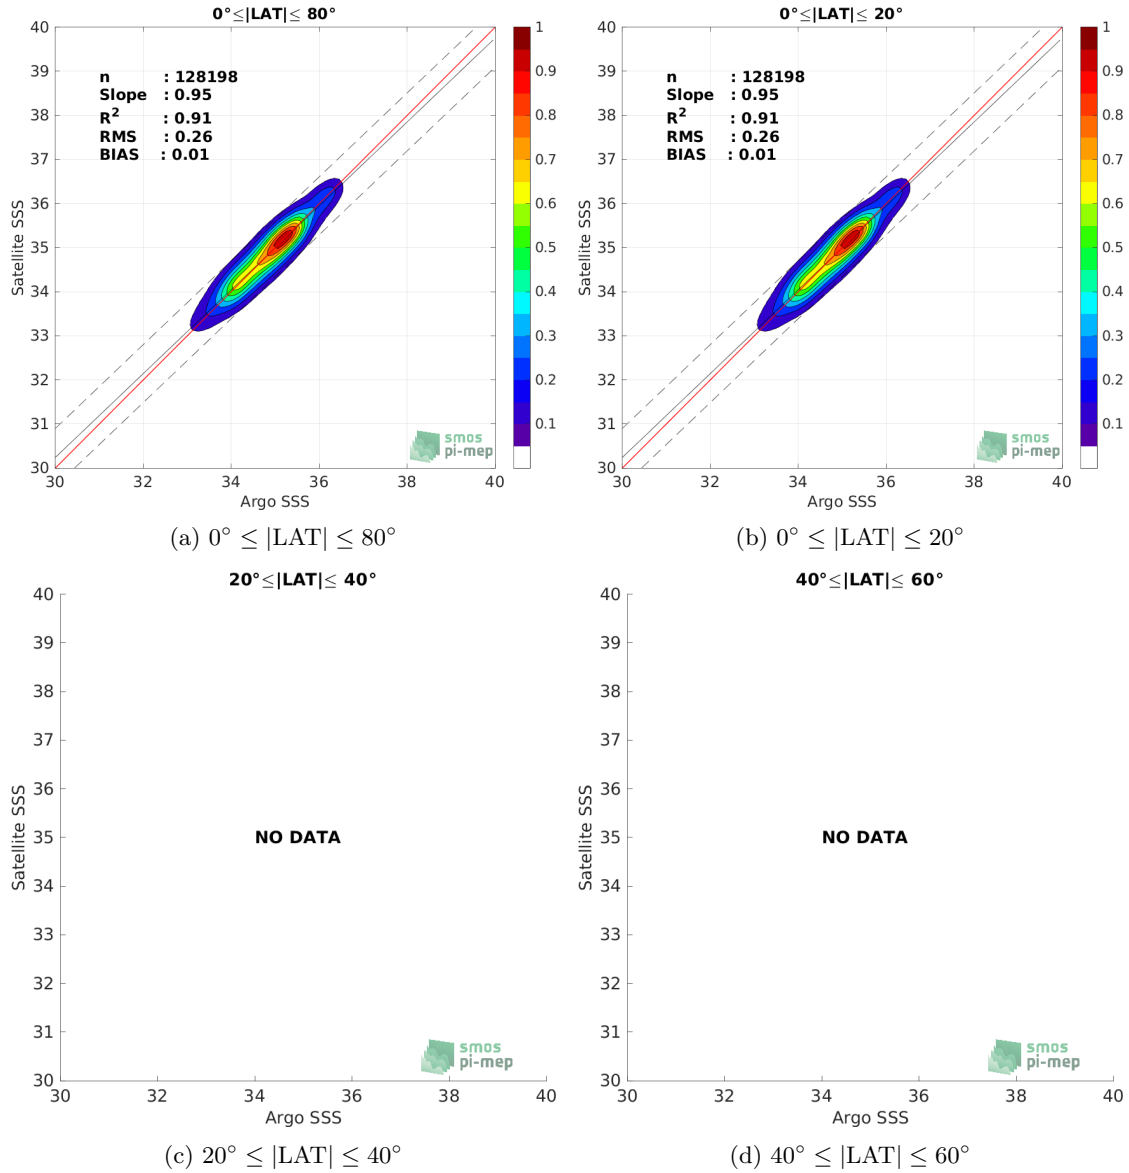 0°≤|LAT|≤ 80°
40
39
38
37
36
35
34
33
32
31
30
Satellite SSS
n : 128198
Slope : 0.95
R²  : 0.91
RMS : 0.26
BIAS : 0.01
smos
pi-mep
30 32 34 36 38 40
Argo SSS
1
0.9
0.8
0.7
0.6
0.5
0.4
0.3
0.2
0.1
(a) 0° ≤ |LAT| ≤ 80°
0°≤|LAT|≤ 20°
40
39
38
37
36
35
34
33
32
31
30
Satellite SSS
n : 128198
Slope : 0.95
R² : 0.91
RMS : 0.26
BIAS : 0.01
smos
pi-mep
30 32 34 36 38 40
Argo SSS
1
0.9
0.8
0.7
0.6
0.5
0.4
0.3
0.2
0.1
(b) 0° ≤ |LAT| ≤ 20°
20°≤|LAT|≤ 40°
40
39
38
37
36
35
34
33
32
31
30
Satellite SSS
NO DATA
smos
pi-mep
30 32 34 36 38 40
Argo SSS
(c) 20° ≤ |LAT| ≤ 40°
40°≤|LAT|≤ 60°
40
39
38
37
36
35
34
33
32
31
30
Satellite SSS
NO DATA
smos
pi-mep
30 32 34 36 38 40
Argo SSS
(d) 40° ≤ |LAT| ≤ 60°